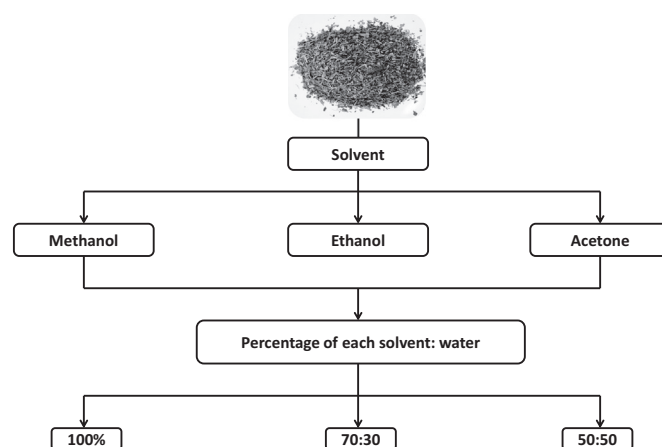 Solvent
Methanol
Ethanol
Acetone
Percentage of each solvent: water
100%
70:30
50:50